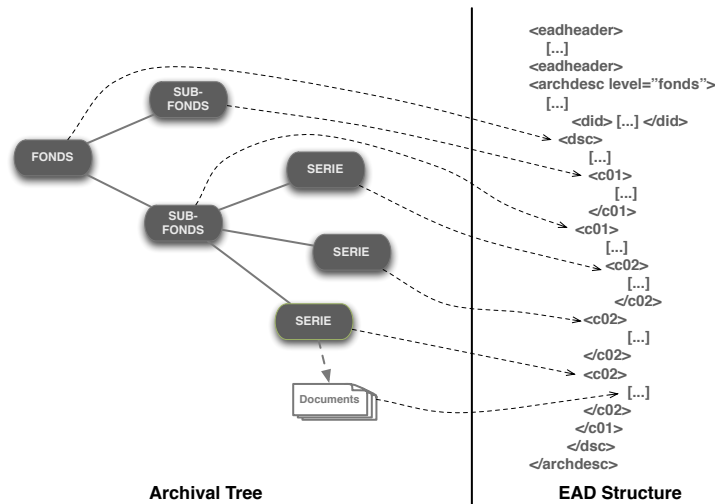 SUB-
FONDS
FONDS
SERIE
SUB-
FONDS
SERIE
SERIE
Documents
Archival Tree
<eadheader>
[...]
<eadheader>
<archdesc level=”fonds”>
[...]
<did> [...] </did>
<dsc>
[...]
<c01>
[...]
</c01>
<c01>
[...]
<c02>
[...]
</c02>
<c02>
[...]
</c02>
<c02>
[...]
</c02>
</c01>
</dsc>
</archdesc>
EAD Structure